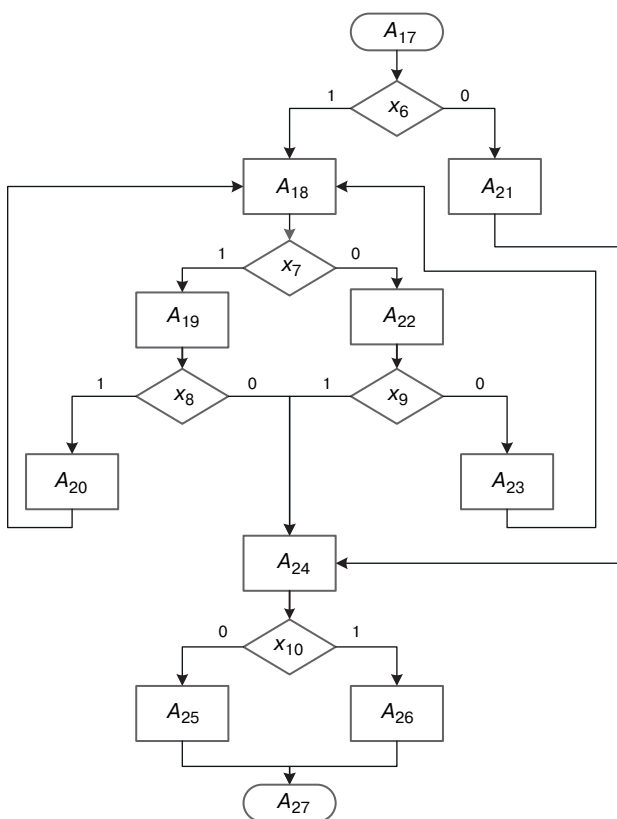 A₁₇
1 x₆ 0
A₁₈ A₂₁
1 x₇ 0
A₁₉ A₂₂
1 x₈ 0 1 x₉ 0
A₂₀ A₂₃
A₂₄
0 x₁₀ 1
A₂₅ A₂₆
A₂₇